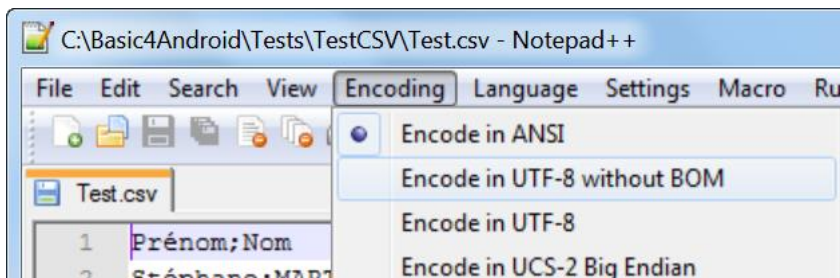 C:\Basic4Android\Tests\TestCSV\Test.csv - Notepad++
File Edit Search View Encoding Language Settings Macro
Encode in ANSI
Encode in UTF-8 without BOM
Test.csv
Encode in UTF-8
1 Prénom;Nom
Encode in UCS-2 Big Endian